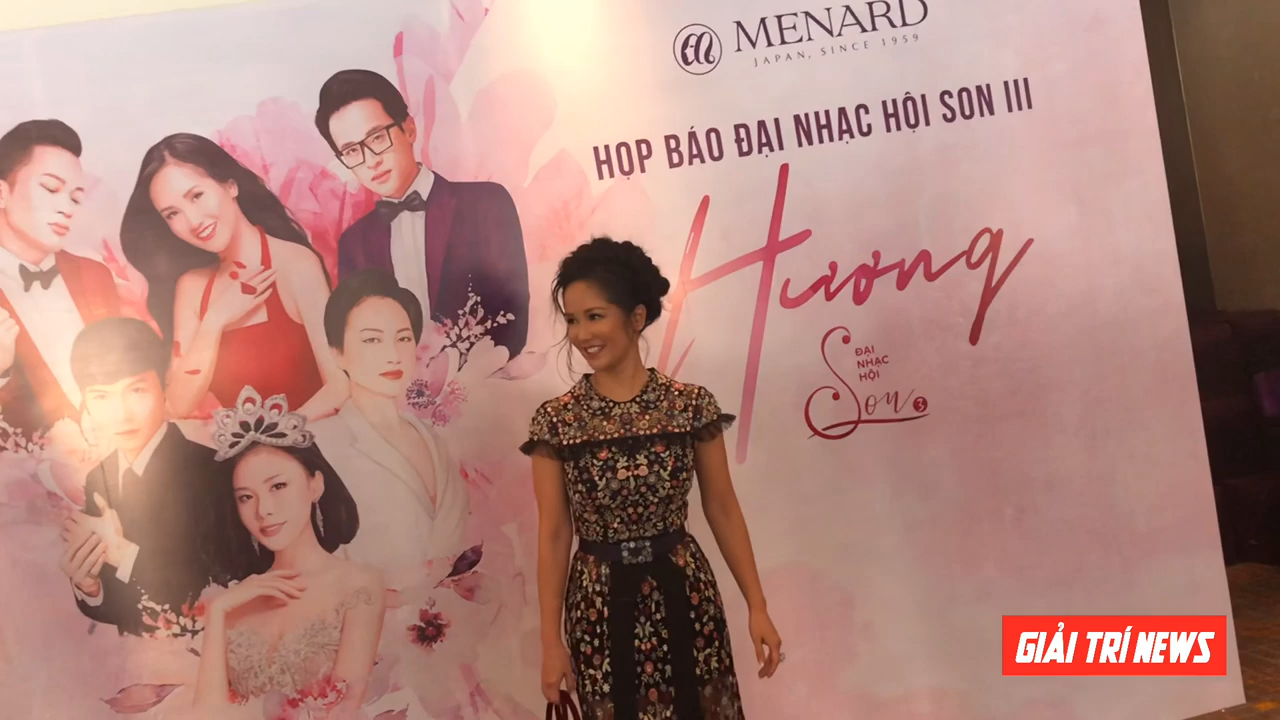 MENARD
JAPAN, SINCE 1959
HỌP BÁO ĐẠI NHẠC HỘI SON III
Hương
ĐẠI
NHẠC
HỘI
Son 3
GIẢI TRÍ NEWS